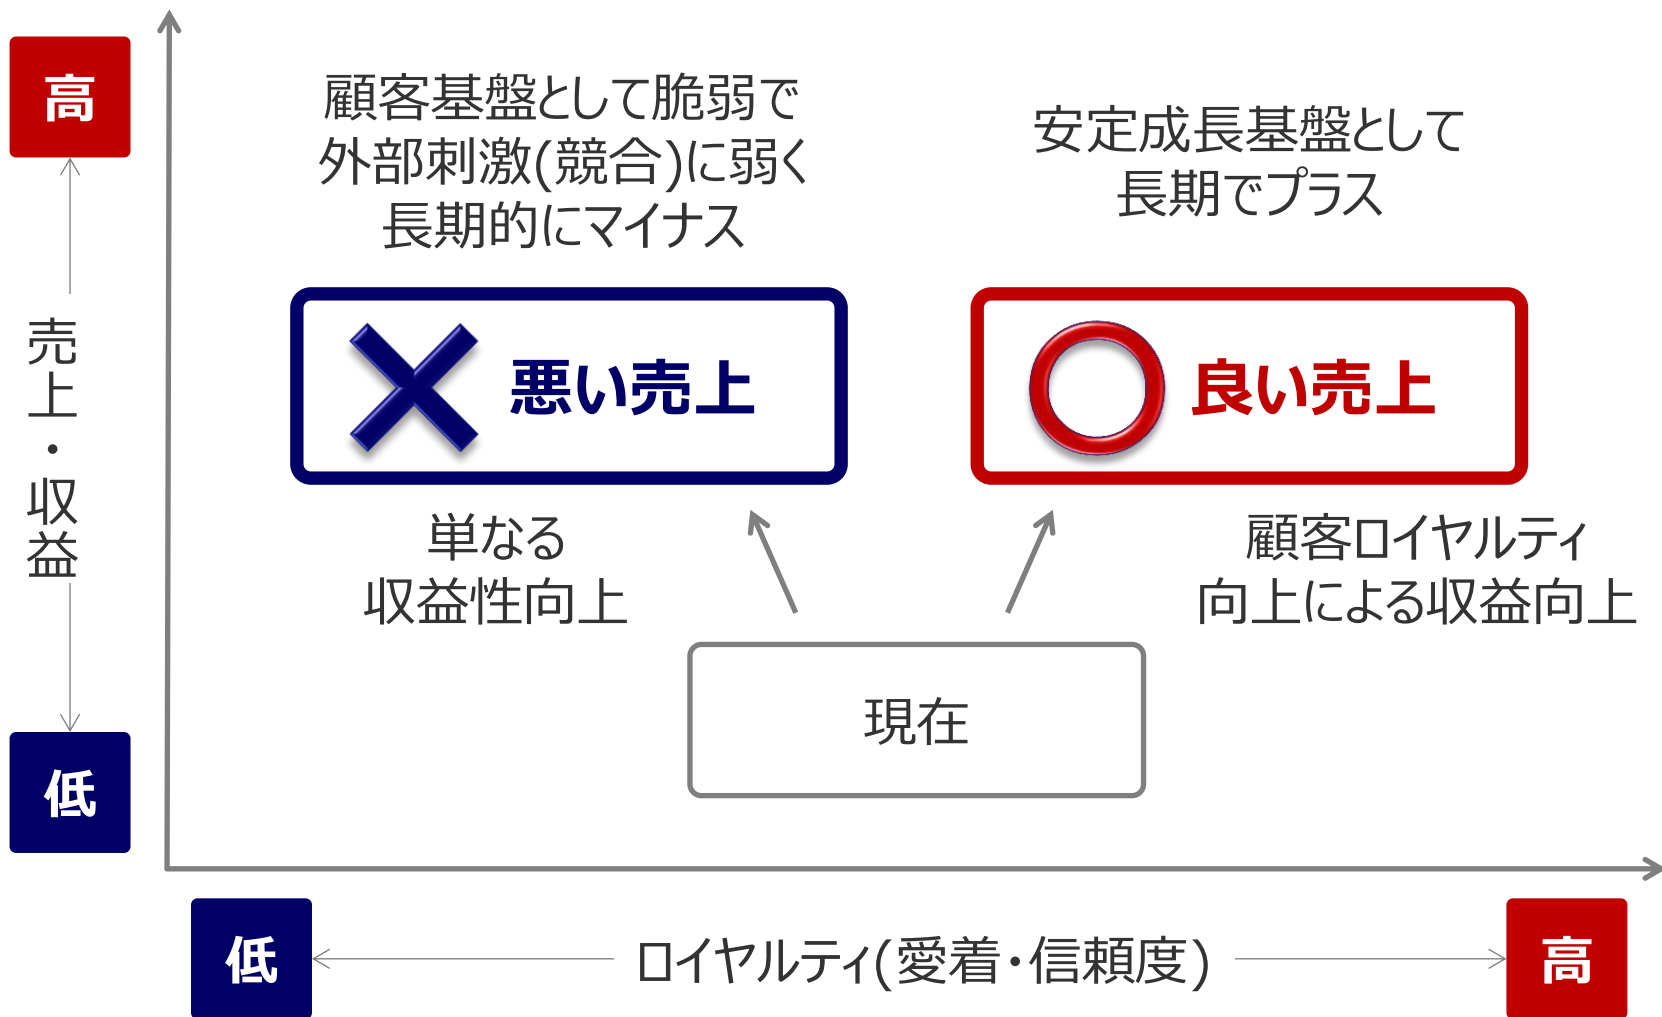 高
顧客基盤として脆弱で
外部刺激(競合)に弱く
長期的にマイナス
安定成長基盤として
長期でプラス
売上・収益
悪い売上
良い売上
単なる
収益性向上
顧客ロイヤルティ
向上による収益向上
現在
低
低
ロイヤルティ(愛着・信頼度)
高